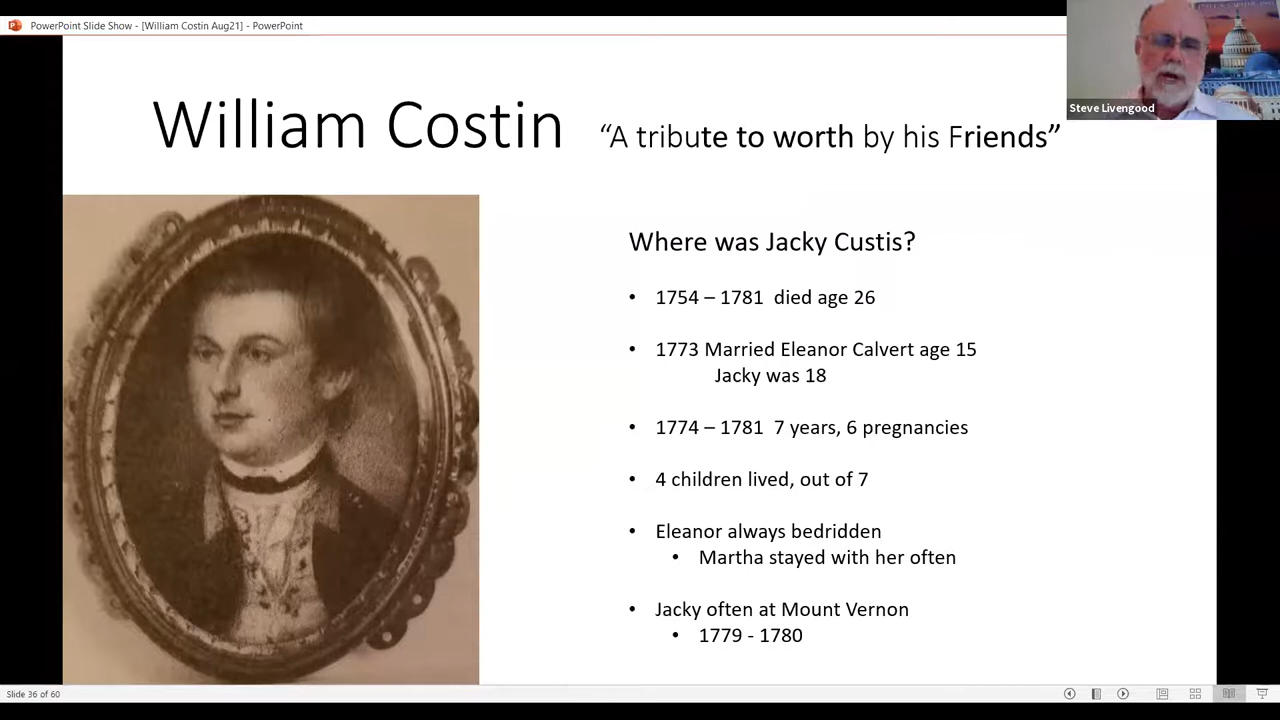 PowerPoint Slide Show - [William Costin Aug21] - PowerPoint
Steve Livengood
William Costin “A tribute to worth by his Friends”
Where was Jacky Custis?
• 1754 – 1781 died age 26
• 1773 Married Eleanor Calvert age 15
Jacky was 18
• 1774 – 1781 7 years, 6 pregnancies
• 4 children lived, out of 7
• Eleanor always bedridden
• Martha stayed with her often
• Jacky often at Mount Vernon
• 1779 - 1780
Slide 36 of 60